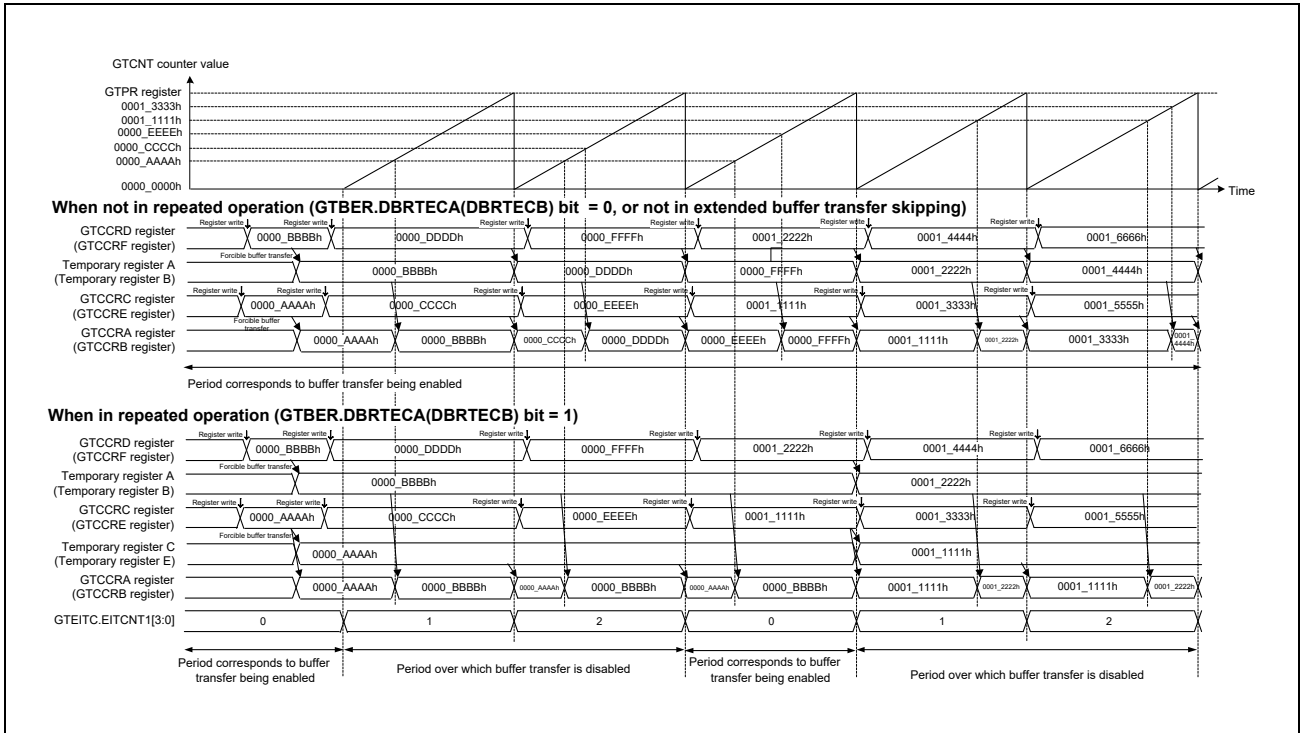 GTCNT counter value
GTPR register
0001_3333h
0001_1111h
0000_EEEEh
0000_CCCCh
0000_AAAAh
0000_0000h
Time
When not in repeated operation (GTBER.DBRTECA(DBRTECB) bit = 0, or not in extended buffer transfer skipping)
Register write Register write Register write Register write Register write Register write
GTCCRD register
(GTCCRF register)
0000_BBBBh 0000_DDDDh 0000_FFFFh 0001_2222h 0001_4444h 0001_6666h
Forcible buffer transfer
Temporary register A
(Temporary register B)
0000_BBBBh 0000_DDDDh 0000_FFFFh 0001_2222h 0001_4444h
Register write Register write Register write Register write Register write Register write
GTCCRC register
(GTCCRE register)
0000_AAAAh 0000_CCCCh 0000_EEEEh 0001_1111h 0001_3333h 0001_5555h
Forcible buffer
transfer
GTCCRA register
(GTCCRB register)
0000_AAAAh 0000_BBBBh 0000_CCCCh 0000_DDDDh 0000_EEEEh 0000_FFFFh 0001_1111h 0001_2222h 0001_3333h 0001_
4444h
Period corresponds to buffer transfer being enabled
When in repeated operation (GTBER.DBRTECA(DBRTECB) bit = 1)
Register write Register write Register write Register write Register write Register write
GTCCRD register
(GTCCRF register)
0000_BBBBh 0000_DDDDh 0000_FFFFh 0001_2222h 0001_4444h 0001_6666h
Forcible buffer transfer
Temporary register A
(Temporary register B)
0000_BBBBh 0001_2222h
Register write Register write Register write Register write Register write Register write
GTCCRC register
(GTCCRE register)
0000_AAAAh 0000_CCCCh 0000_EEEEh 0001_1111h 0001_3333h 0001_5555h
Forcible buffer transfer
Temporary register C
(Temporary register E)
0000_AAAAh 0001_1111h
GTCCRA register
(GTCCRB register)
0000_AAAAh 0000_BBBBh 0000_AAAAh 0000_BBBBh 0000_AAAAh 0000_BBBBh 0001_1111h 0001_2222h 0001_1111h 0001_2222h
GTEITC.EITCNT1[3:0] 0 1 2 0 1 2
Period corresponds to buffer
transfer being enabled
Period over which buffer transfer is disabled
Period corresponds to buffer
transfer being enabled
Period over which buffer transfer is disabled